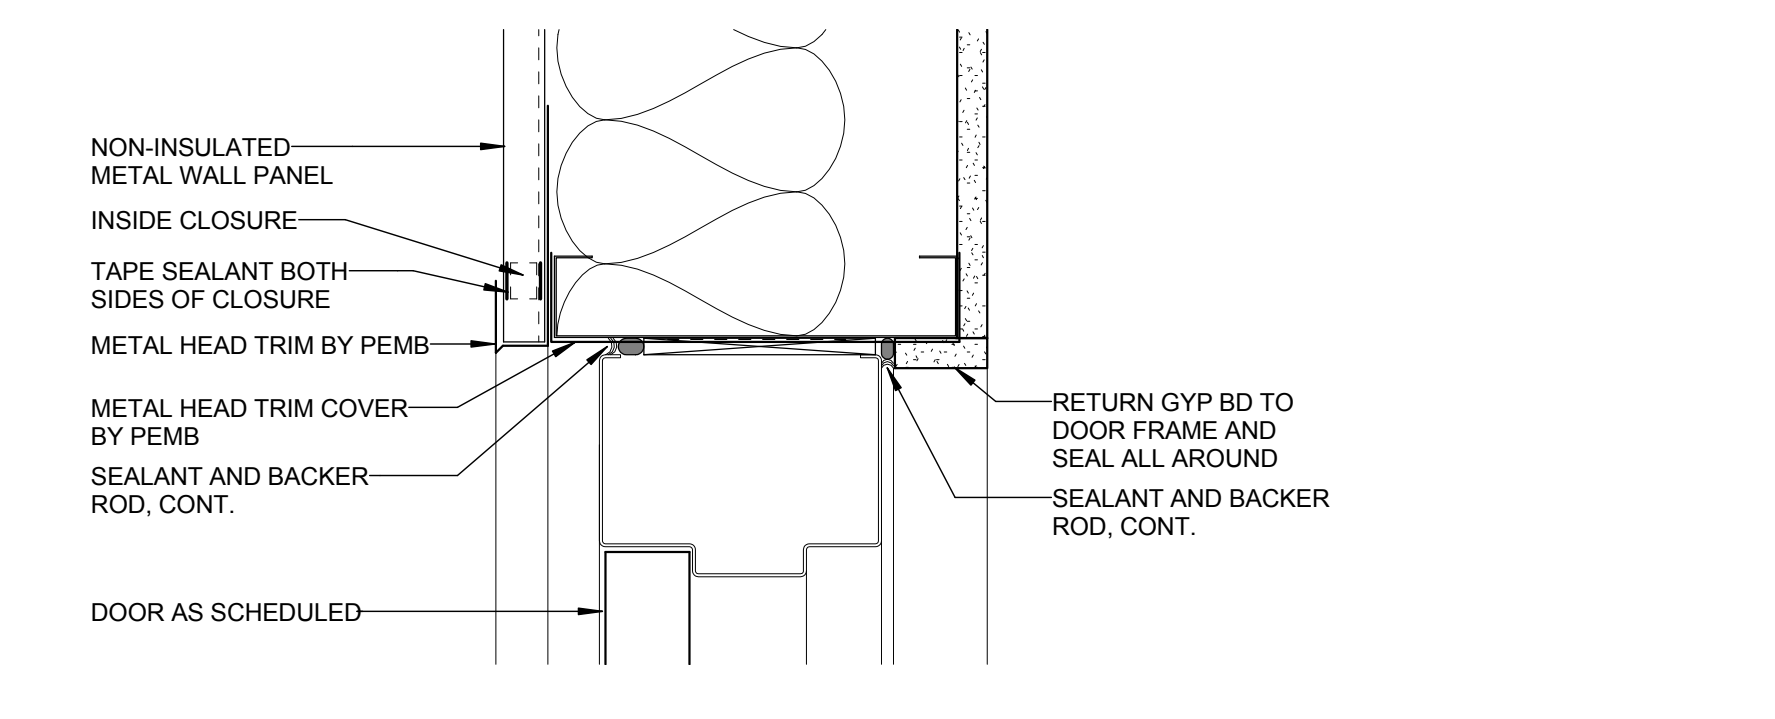 NON-INSULATED
METAL WALL PANEL
INSIDE CLOSURE
TAPE SEALANT BOTH
SIDES OF CLOSURE
METAL HEAD TRIM BY PEMB
METAL HEAD TRIM COVER
BY PEMB
SEALANT AND BACKER
ROD, CONT.
DOOR AS SCHEDULED
RETURN GYP BD TO
DOOR FRAME AND
SEAL ALL AROUND
SEALANT AND BACKER
ROD, CONT.